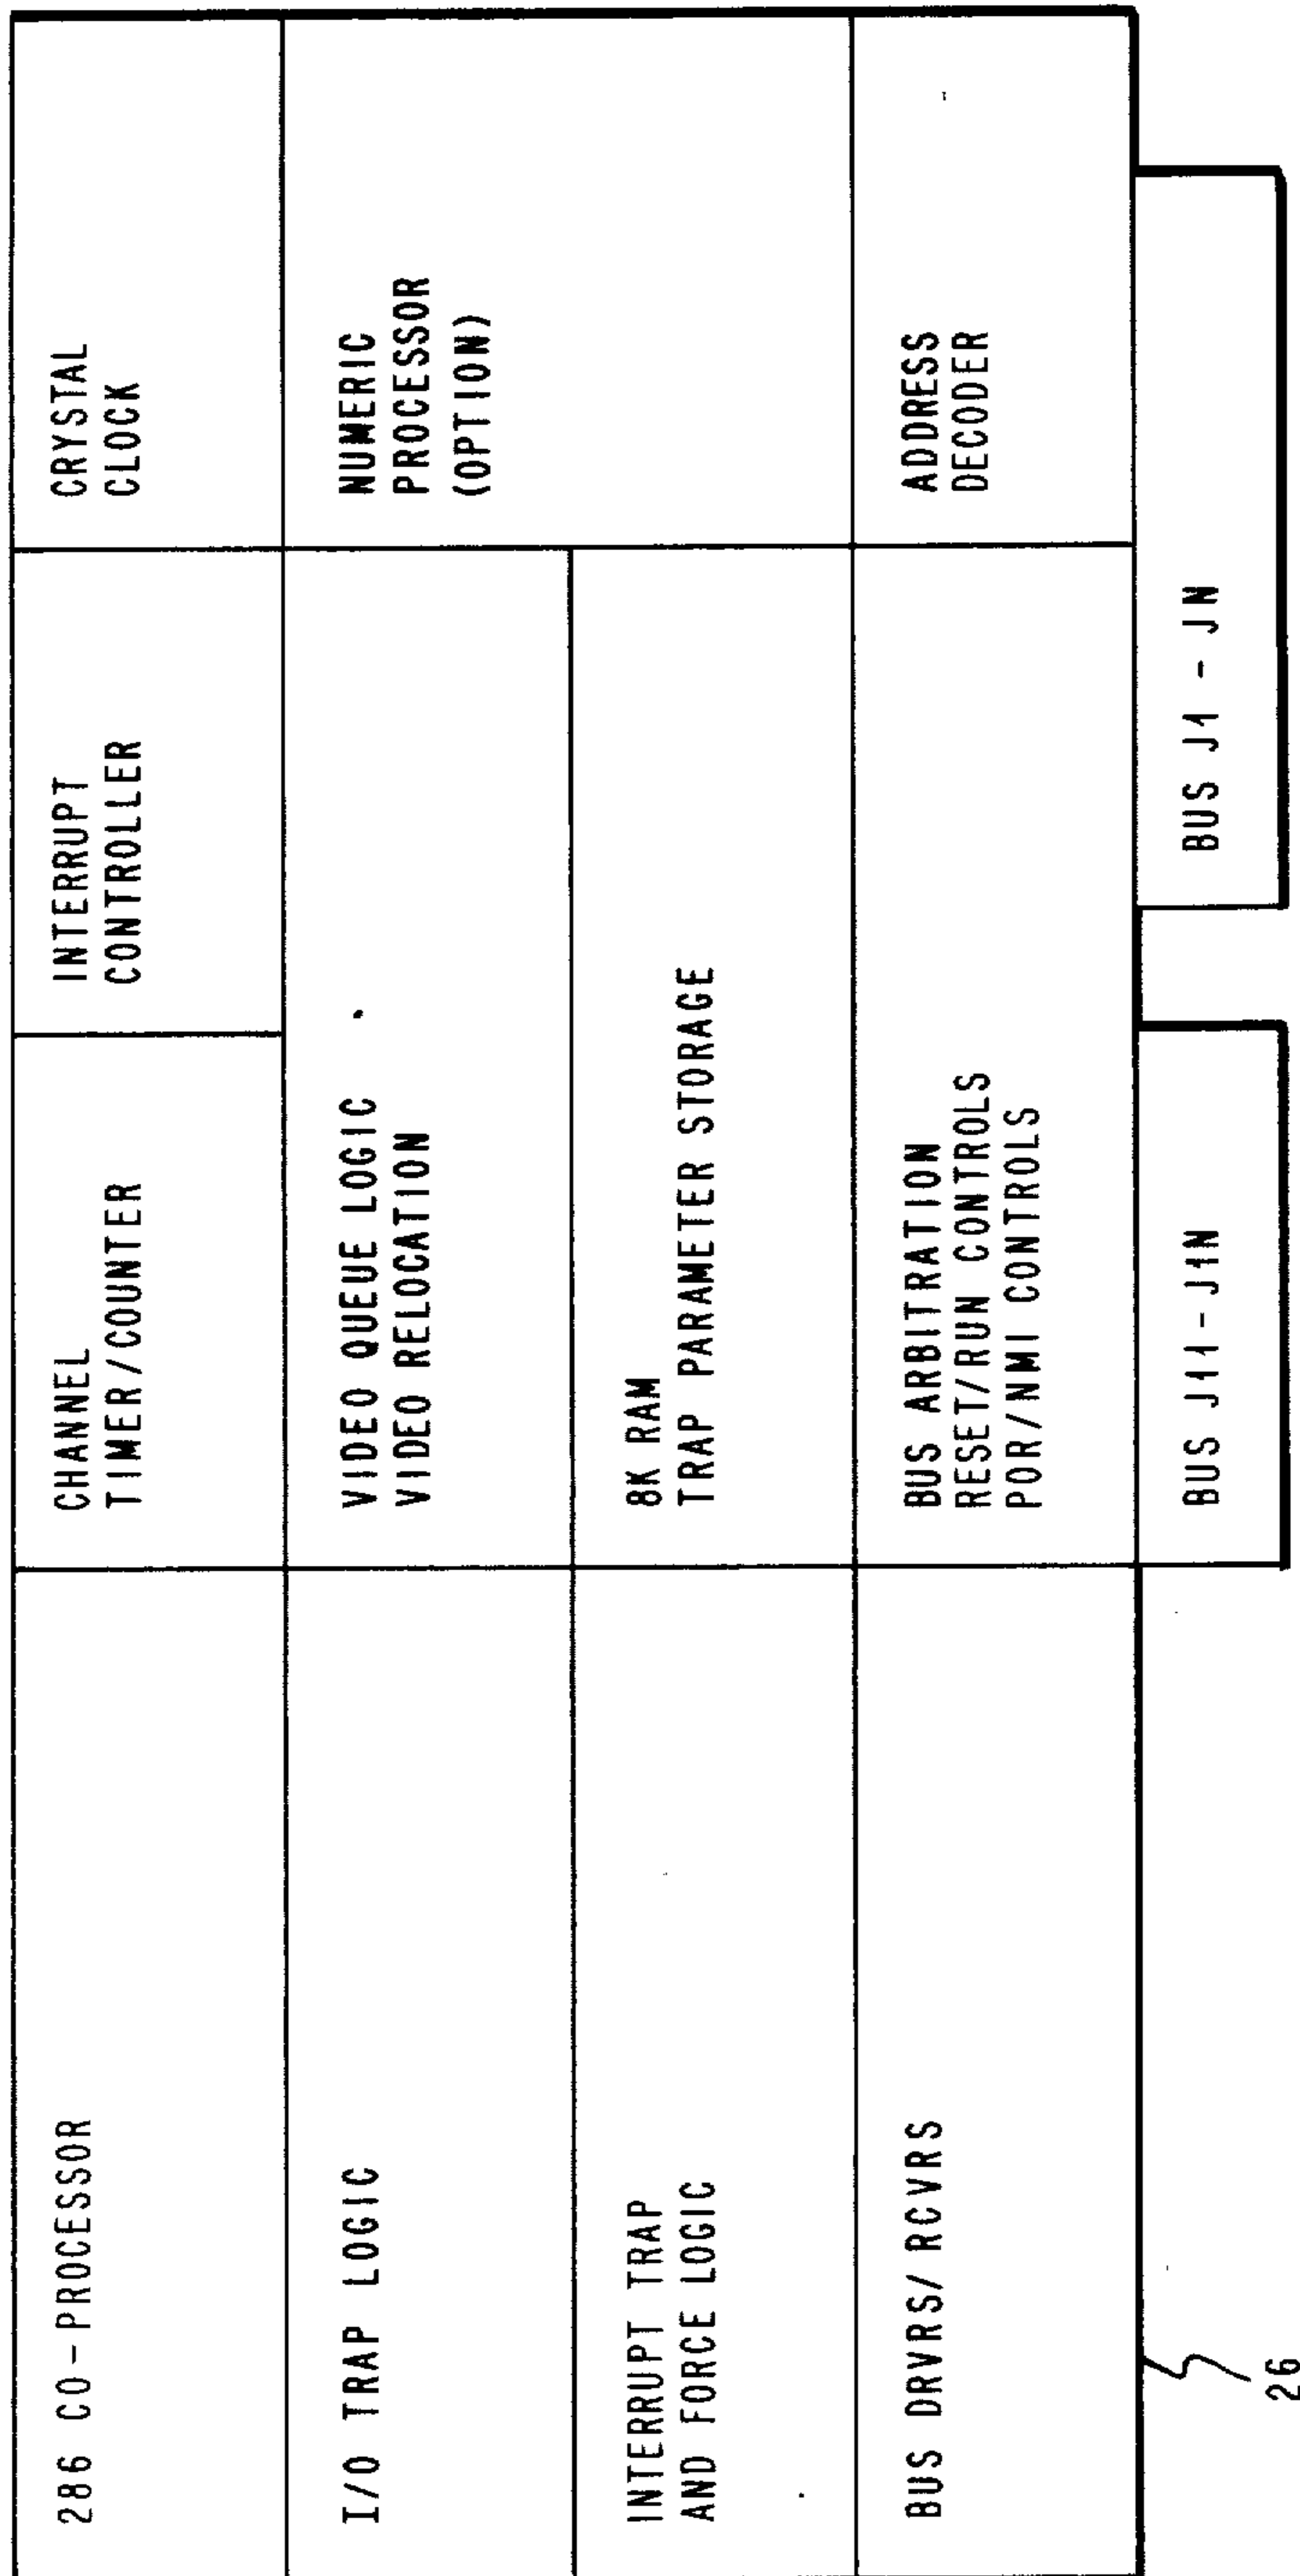 286 CO-PROCESSOR
CHANNEL
TIMER/COUNTER
INTERRUPT
CONTROLLER
CRYSTAL
CLOCK
I/O TRAP LOGIC
VIDEO QUEUE LOGIC
VIDEO RELOCATION
NUMERIC
PROCESSOR
(OPTION)
INTERRUPT TRAP
AND FORCE LOGIC
8K RAM
TRAP PARAMETER STORAGE
BUS DRVRS/RCVRS
BUS ARBITRATION
RESET/RUN CONTROLS
POR/NMI CONTROLS
ADDRESS
DECODER
BUS J11-J1N
BUS J1 - JN
26